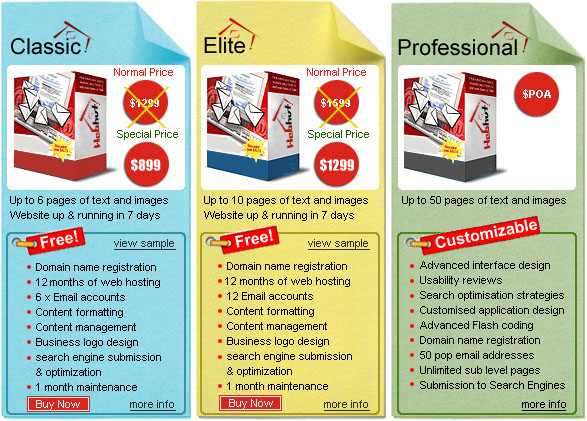 Classic!
Normal Price
$1299
Special Price
$899
Webhut!
Up to 6 pages of text and images
Website up & running in 7 days
Free!
view sample
Domain name registration
12 months of web hosting
6 x Email accounts
Content formatting
Content management
Business logo design
search engine submission
& optimization
1 month maintenance
Buy Now
more info
Elite!
Normal Price
$1599
Special Price
$1299
Webhut!
Up to 10 pages of text and images
Website up & running in 7 days
Free!
view sample
Domain name registration
12 months of web hosting
12 Email accounts
Content formatting
Content management
Business logo design
search engine submission
& optimization
1 month maintenance
Buy Now
more info
Professional!
$POA
Webhut!
Up to 50 pages of text and images
Customizable
Advanced interface design
Usability reviews
Search optimisation strategies
Customised application design
Advanced Flash coding
Domain name registration
50 pop email addresses
Unlimited sub level pages
Submission to Search Engines
more info